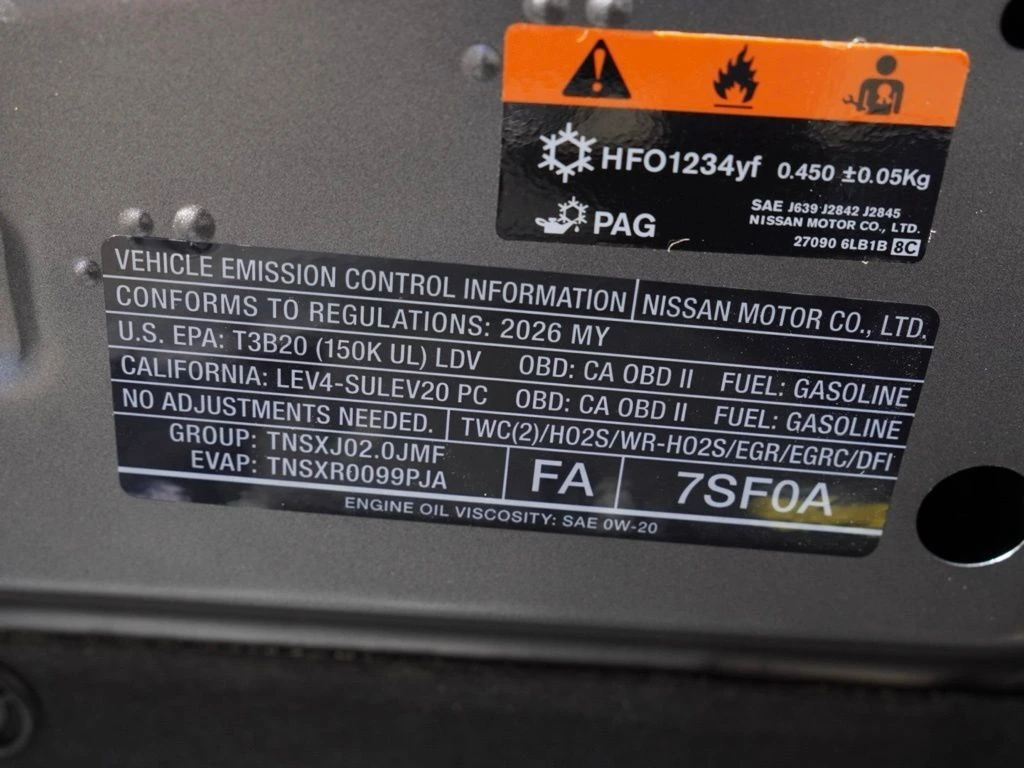 HFO1234yf 0.450 ±0.05Kg
PAG
SAE J639 J2842 J2845
NISSAN MOTOR CO., LTD.
27090 6LB1B 8C
VEHICLE EMISSION CONTROL INFORMATION NISSAN MOTOR CO., LTD.
CONFORMS TO REGULATIONS: 2026 MY
U.S. EPA: T3B20 (150K UL) LDV OBD: CA OBD II FUEL: GASOLINE
CALIFORNIA: LEV4-SULEV20 PC OBD: CA OBD II FUEL: GASOLINE
NO ADJUSTMENTS NEEDED. TWC(2)/HO2S/WR-HO2S/EGR/EGRC/DFI
GROUP: TNSXJ02.0JMF
EVAP: TNSXR0099PJA
FA 7SF0A
ENGINE OIL VISCOSITY: SAE 0W-20